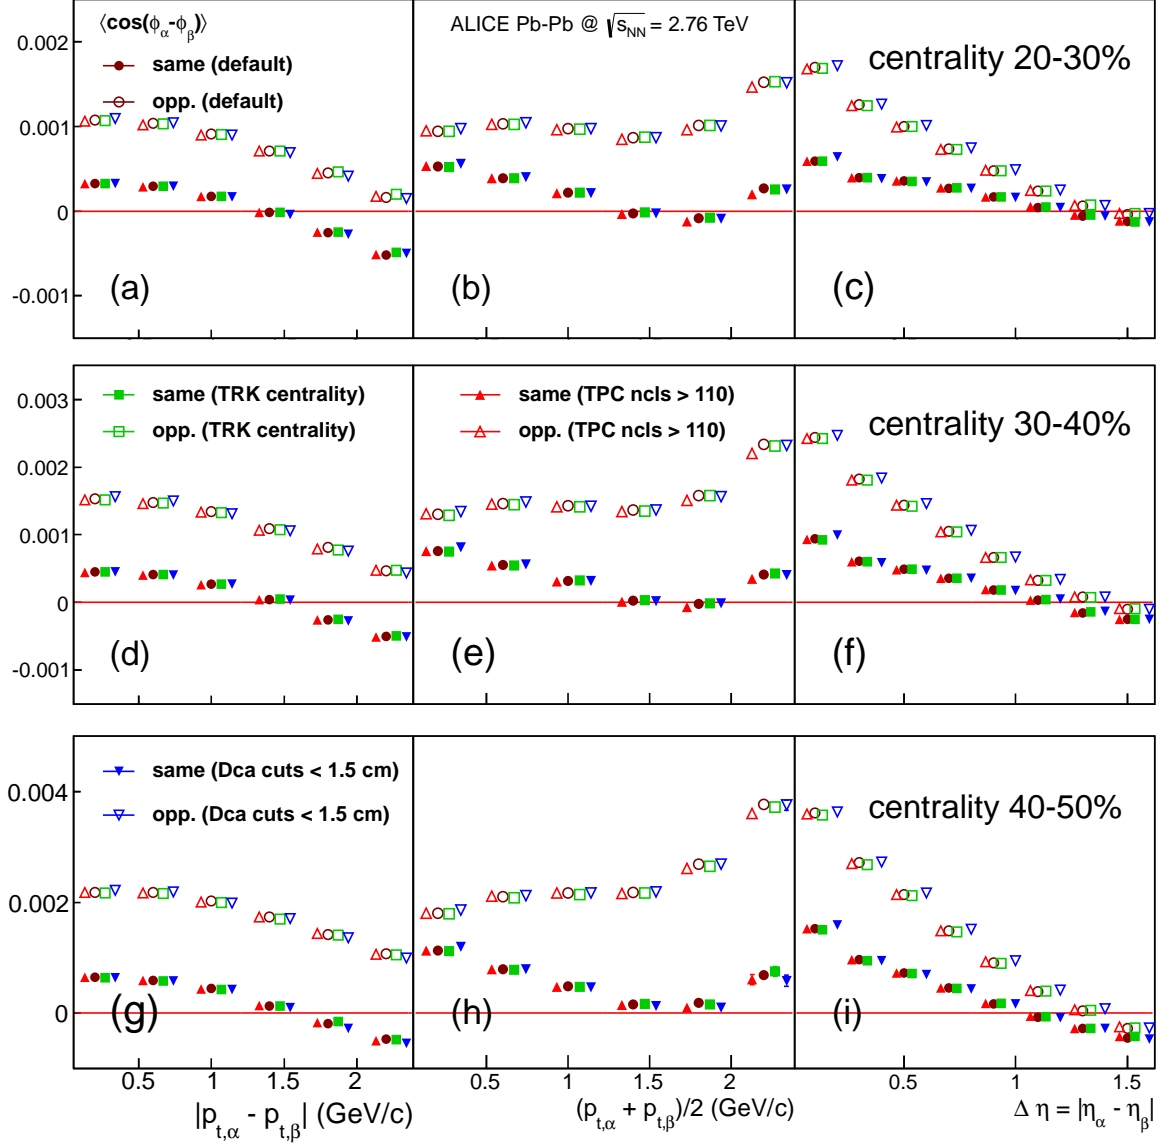 ⟨cos(ϕα-ϕβ)⟩
same (default)
opp. (default)
ALICE Pb-Pb @ √sNN = 2.76 TeV
centrality 20-30%
0.002
0.001
0
-0.001
(a)
(b)
(c)
same (TRK centrality)
opp. (TRK centrality)
same (TPC ncls > 110)
opp. (TPC ncls > 110)
centrality 30-40%
0.003
0.002
0.001
0
-0.001
(d)
(e)
(f)
same (Dca cuts < 1.5 cm)
opp. (Dca cuts < 1.5 cm)
centrality 40-50%
0.004
0.002
0
(g)
(h)
(i)
0.5 1 1.5 2
0.5 1 1.5 2
0.5 1 1.5
|pt,α - pt,β| (GeV/c)
(pt,α + pt,β)/2 (GeV/c)
Δ η = |ηα - ηβ|